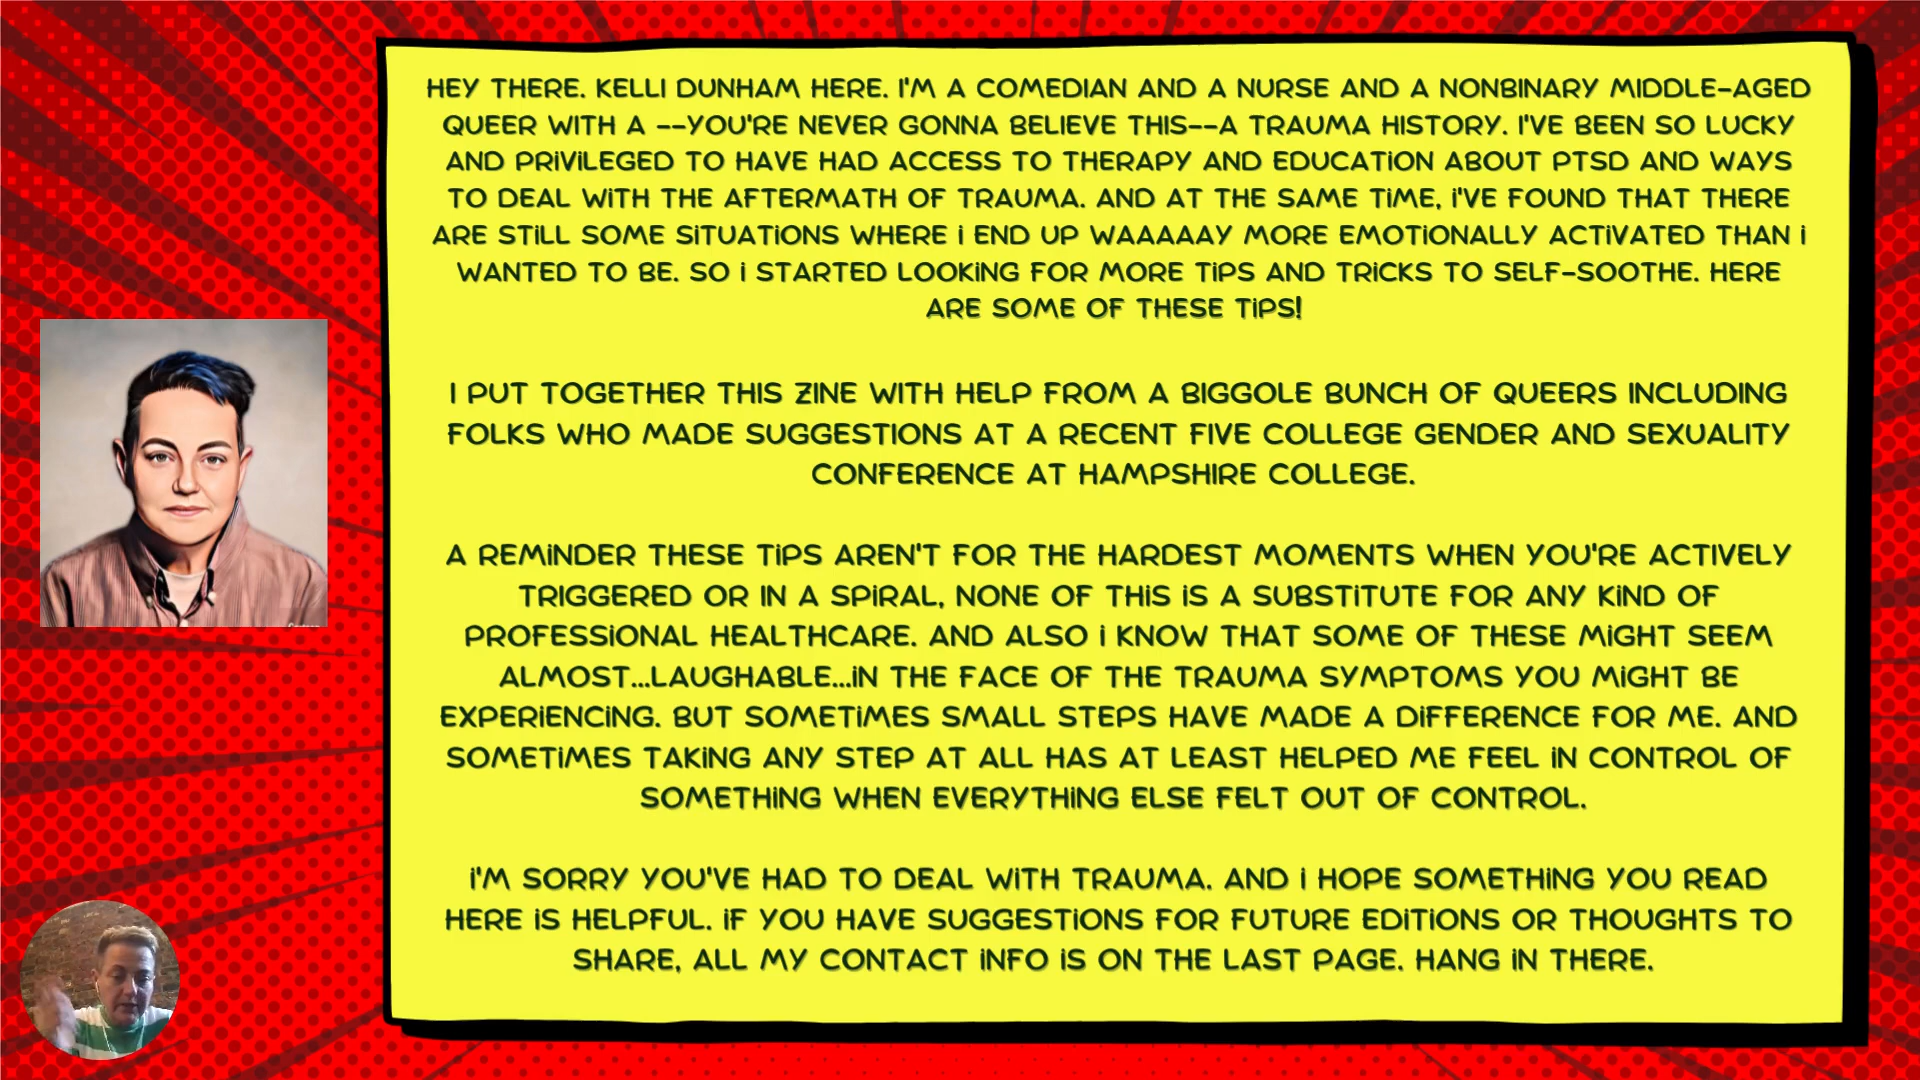 HEY THERE. KELLI DUNHAM HERE. I'M A COMEDIAN AND A NURSE AND A NONBINARY MIDDLE-AGED
QUEER WITH A --YOU'RE NEVER GONNA BELIEVE THIS--A TRAUMA HISTORY. I'VE BEEN SO LUCKY
AND PRIVILEGED TO HAVE HAD ACCESS TO THERAPY AND EDUCATION ABOUT PTSD AND WAYS
TO DEAL WITH THE AFTERMATH OF TRAUMA. AND AT THE SAME TIME, I'VE FOUND THAT THERE
ARE STILL SOME SITUATIONS WHERE I END UP WAAAAAY MORE EMOTIONALLY ACTIVATED THAN I
WANTED TO BE. SO I STARTED LOOKING FOR MORE TIPS AND TRICKS TO SELF-SOOTHE. HERE
ARE SOME OF THESE TIPS!
I PUT TOGETHER THIS ZINE WITH HELP FROM A BIGGOLE BUNCH OF QUEERS INCLUDING
FOLKS WHO MADE SUGGESTIONS AT A RECENT FIVE COLLEGE GENDER AND SEXUALITY
CONFERENCE AT HAMPSHIRE COLLEGE.
A REMINDER THESE TIPS AREN'T FOR THE HARDEST MOMENTS WHEN YOU'RE ACTIVELY
TRIGGERED OR IN A SPIRAL, NONE OF THIS IS A SUBSTITUTE FOR ANY KIND OF
PROFESSIONAL HEALTHCARE. AND ALSO I KNOW THAT SOME OF THESE MIGHT SEEM
ALMOST...LAUGHABLE...IN THE FACE OF THE TRAUMA SYMPTOMS YOU MIGHT BE
EXPERIENCING. BUT SOMETIMES SMALL STEPS HAVE MADE A DIFFERENCE FOR ME. AND
SOMETIMES TAKING ANY STEP AT ALL HAS AT LEAST HELPED ME FEEL IN CONTROL OF
SOMETHING WHEN EVERYTHING ELSE FELT OUT OF CONTROL.
I'M SORRY YOU'VE HAD TO DEAL WITH TRAUMA. AND I HOPE SOMETHING YOU READ
HERE IS HELPFUL. IF YOU HAVE SUGGESTIONS FOR FUTURE EDITIONS OR THOUGHTS TO
SHARE, ALL MY CONTACT INFO IS ON THE LAST PAGE. HANG IN THERE.